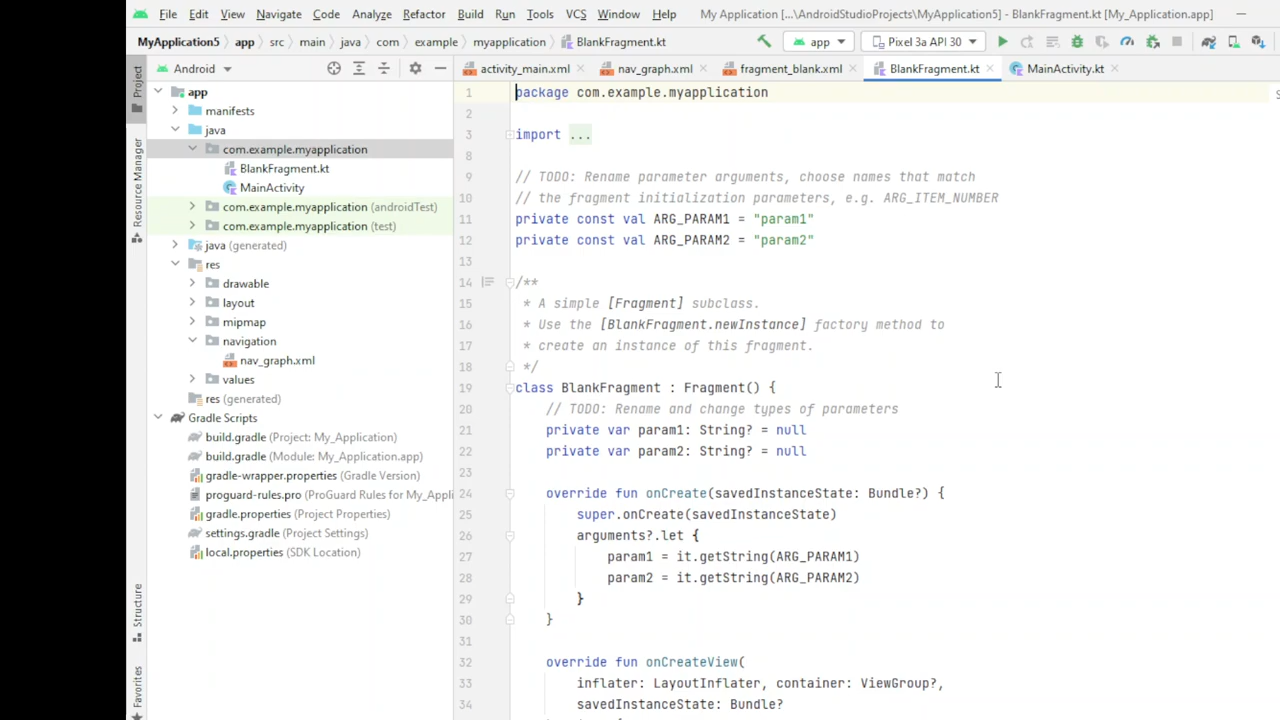 File Edit View Navigate Code Analyze Refactor Build Run Tools VCS Window Help My Application [...\AndroidStudioProjects\MyApplication5] - BlankFragment.kt [My_Application.app]
MyApplication5 app src main java com example myapplication BlankFragment.kt app Pixel 3a API 30
Project
Resource Manager
Structure
Favorites
Android
app
manifests
java
com.example.myapplication
BlankFragment.kt
MainActivity
com.example.myapplication (androidTest)
com.example.myapplication (test)
java (generated)
res
drawable
layout
mipmap
navigation
nav_graph.xml
values
res (generated)
Gradle Scripts
build.gradle (Project: My_Application)
build.gradle (Module: My_Application.app)
gradle-wrapper.properties (Gradle Version)
proguard-rules.pro (ProGuard Rules for My_Appli
gradle.properties (Project Properties)
settings.gradle (Project Settings)
local.properties (SDK Location)
activity_main.xml nav_graph.xml fragment_blank.xml BlankFragment.kt MainActivity.kt
1 package com.example.myapplication
2
3 import ...
8
9 // TODO: Rename parameter arguments, choose names that match
10 // the fragment initialization parameters, e.g. ARG_ITEM_NUMBER
11 private const val ARG_PARAM1 = "param1"
12 private const val ARG_PARAM2 = "param2"
13
14 /**
15 * A simple [Fragment] subclass.
16 * Use the [BlankFragment.newInstance] factory method to
17 * create an instance of this fragment.
18 */
19 class BlankFragment : Fragment() {
20 // TODO: Rename and change types of parameters
21 private var param1: String? = null
22 private var param2: String? = null
23
24 override fun onCreate(savedInstanceState: Bundle?) {
25 super.onCreate(savedInstanceState)
26 arguments?.let {
27 param1 = it.getString(ARG_PARAM1)
28 param2 = it.getString(ARG_PARAM2)
29 }
30 }
31
32 override fun onCreateView(
33 inflater: LayoutInflater, container: ViewGroup?,
34 savedInstanceState: Bundle?